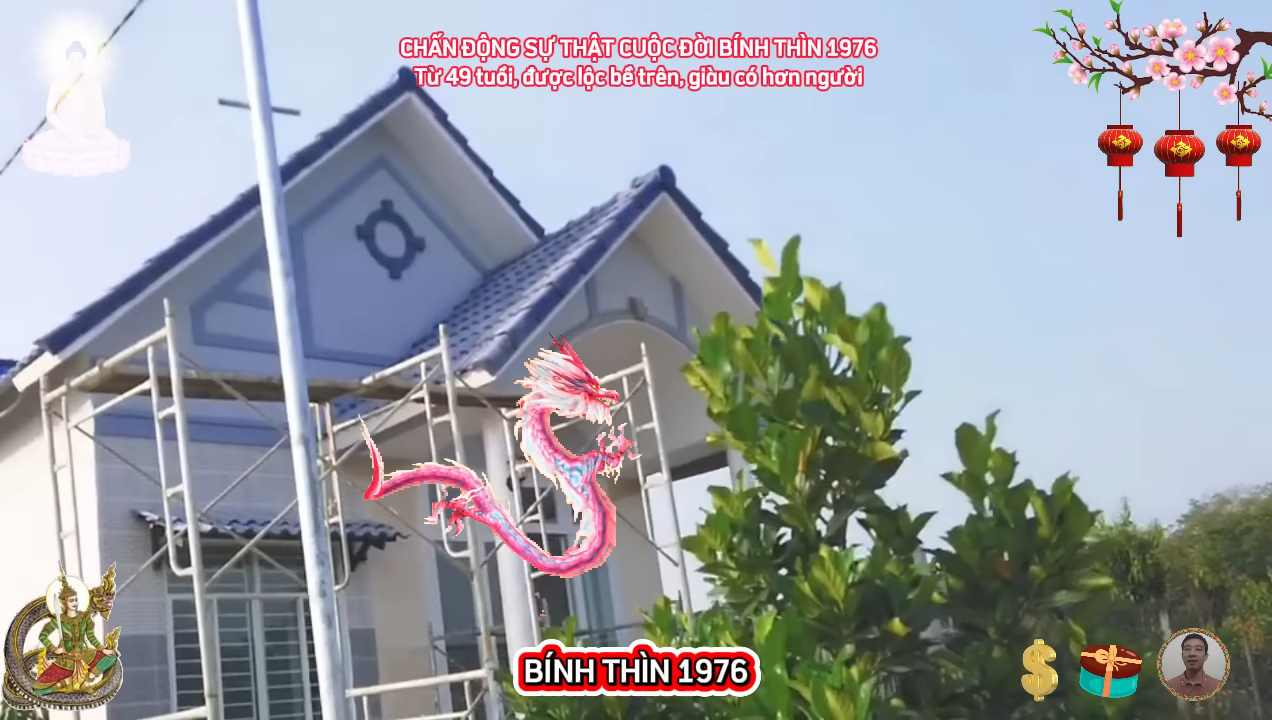 CHẤN ĐỘNG SỰ THẬT CUỘC ĐỜI BÍNH THÌN 1976
Từ 49 tuổi, được lộc bề trên, giàu có hơn người
BÍNH THÌN 1976